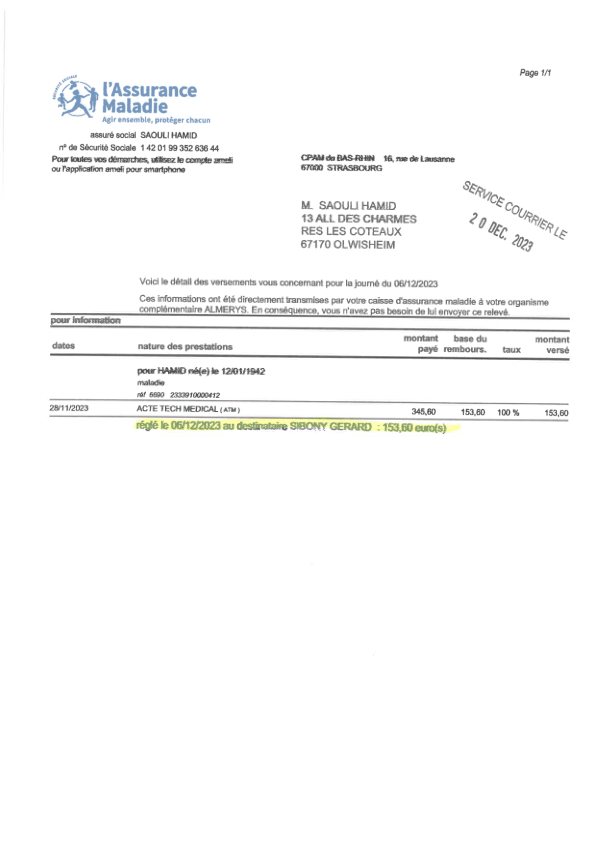 Page 1/1
SÉCURITÉ SOCIALE
l'Assurance
Maladie
Agir ensemble, protéger chacun
assuré social SAOULI HAMID
n° de Sécurité Sociale 1 42 01 99 352 636 44
Pour toutes vos démarches, utilisez le compte ameli
ou l'application ameli pour smartphone
CPAM du BAS-RHIN 16, rue de Lausanne
67000 STRASBOURG
M. SAOULI HAMID
13 ALL DES CHARMES
RES LES COTEAUX
67170 OLWISHEIM
SERVICE COURRIER LE
20 DEC. 2023
Voici le détail des versements vous concernant pour la journé du 06/12/2023
Ces informations ont été directement transmises par votre caisse d'assurance maladie à votre organisme
complémentaire ALMERYS. En conséquence, vous n'avez pas besoin de lui envoyer ce relevé.
pour information
dates nature des prestations montant payé base du rembours. taux montant versé
pour HAMID né(e) le 12/01/1942
maladie
réf 6690 2333910000412
28/11/2023 ACTE TECH MEDICAL (ATM) 345,60 153,60 100 % 153,60
réglé le 06/12/2023 au destinataire SIBONY GERARD : 153,60 euro(s)